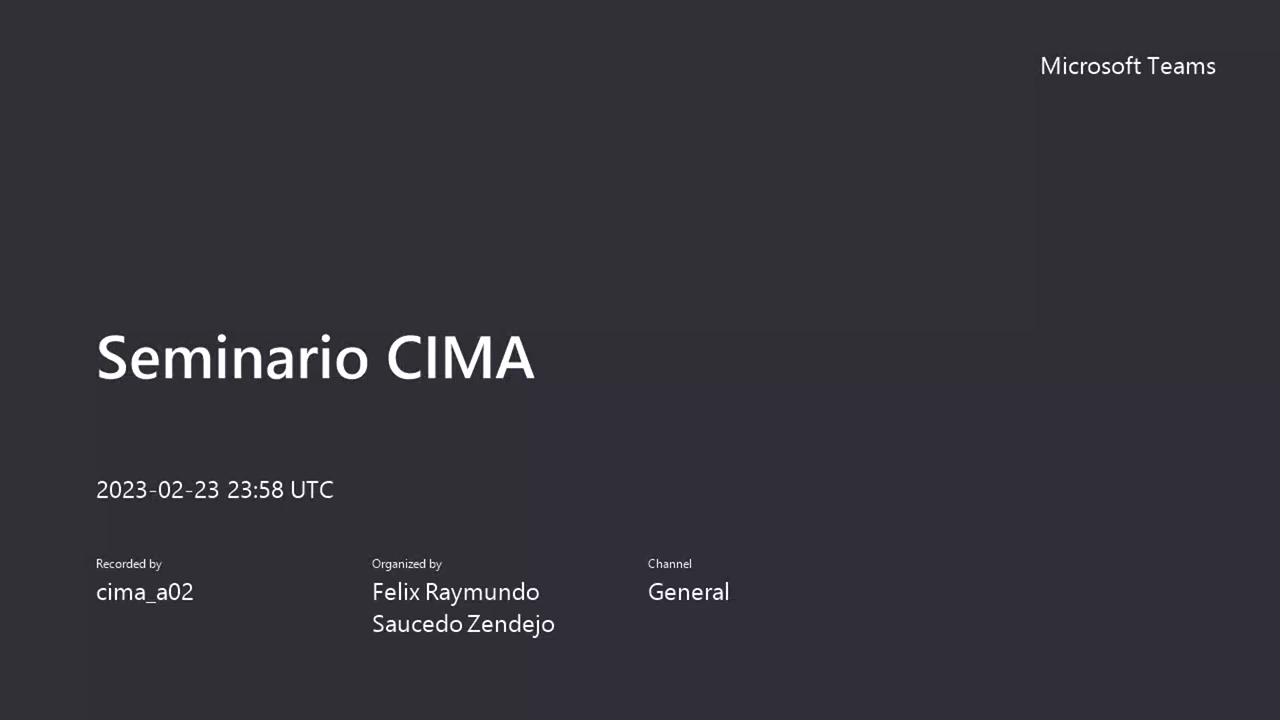 Microsoft Teams
Seminario CIMA
2023-02-23 23:58 UTC
Recorded by
cima_a02
Organized by
Felix Raymundo
Saucedo Zendejo
Channel
General